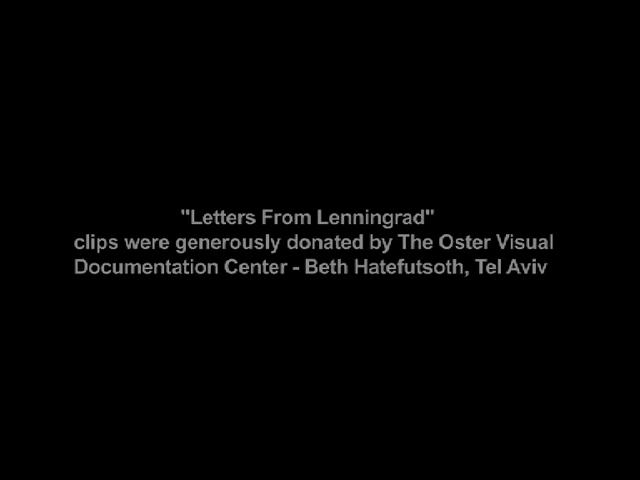 "Letters From Lenningrad"
clips were generously donated by The Oster Visual
Documentation Center - Beth Hatefutsoth, Tel Aviv